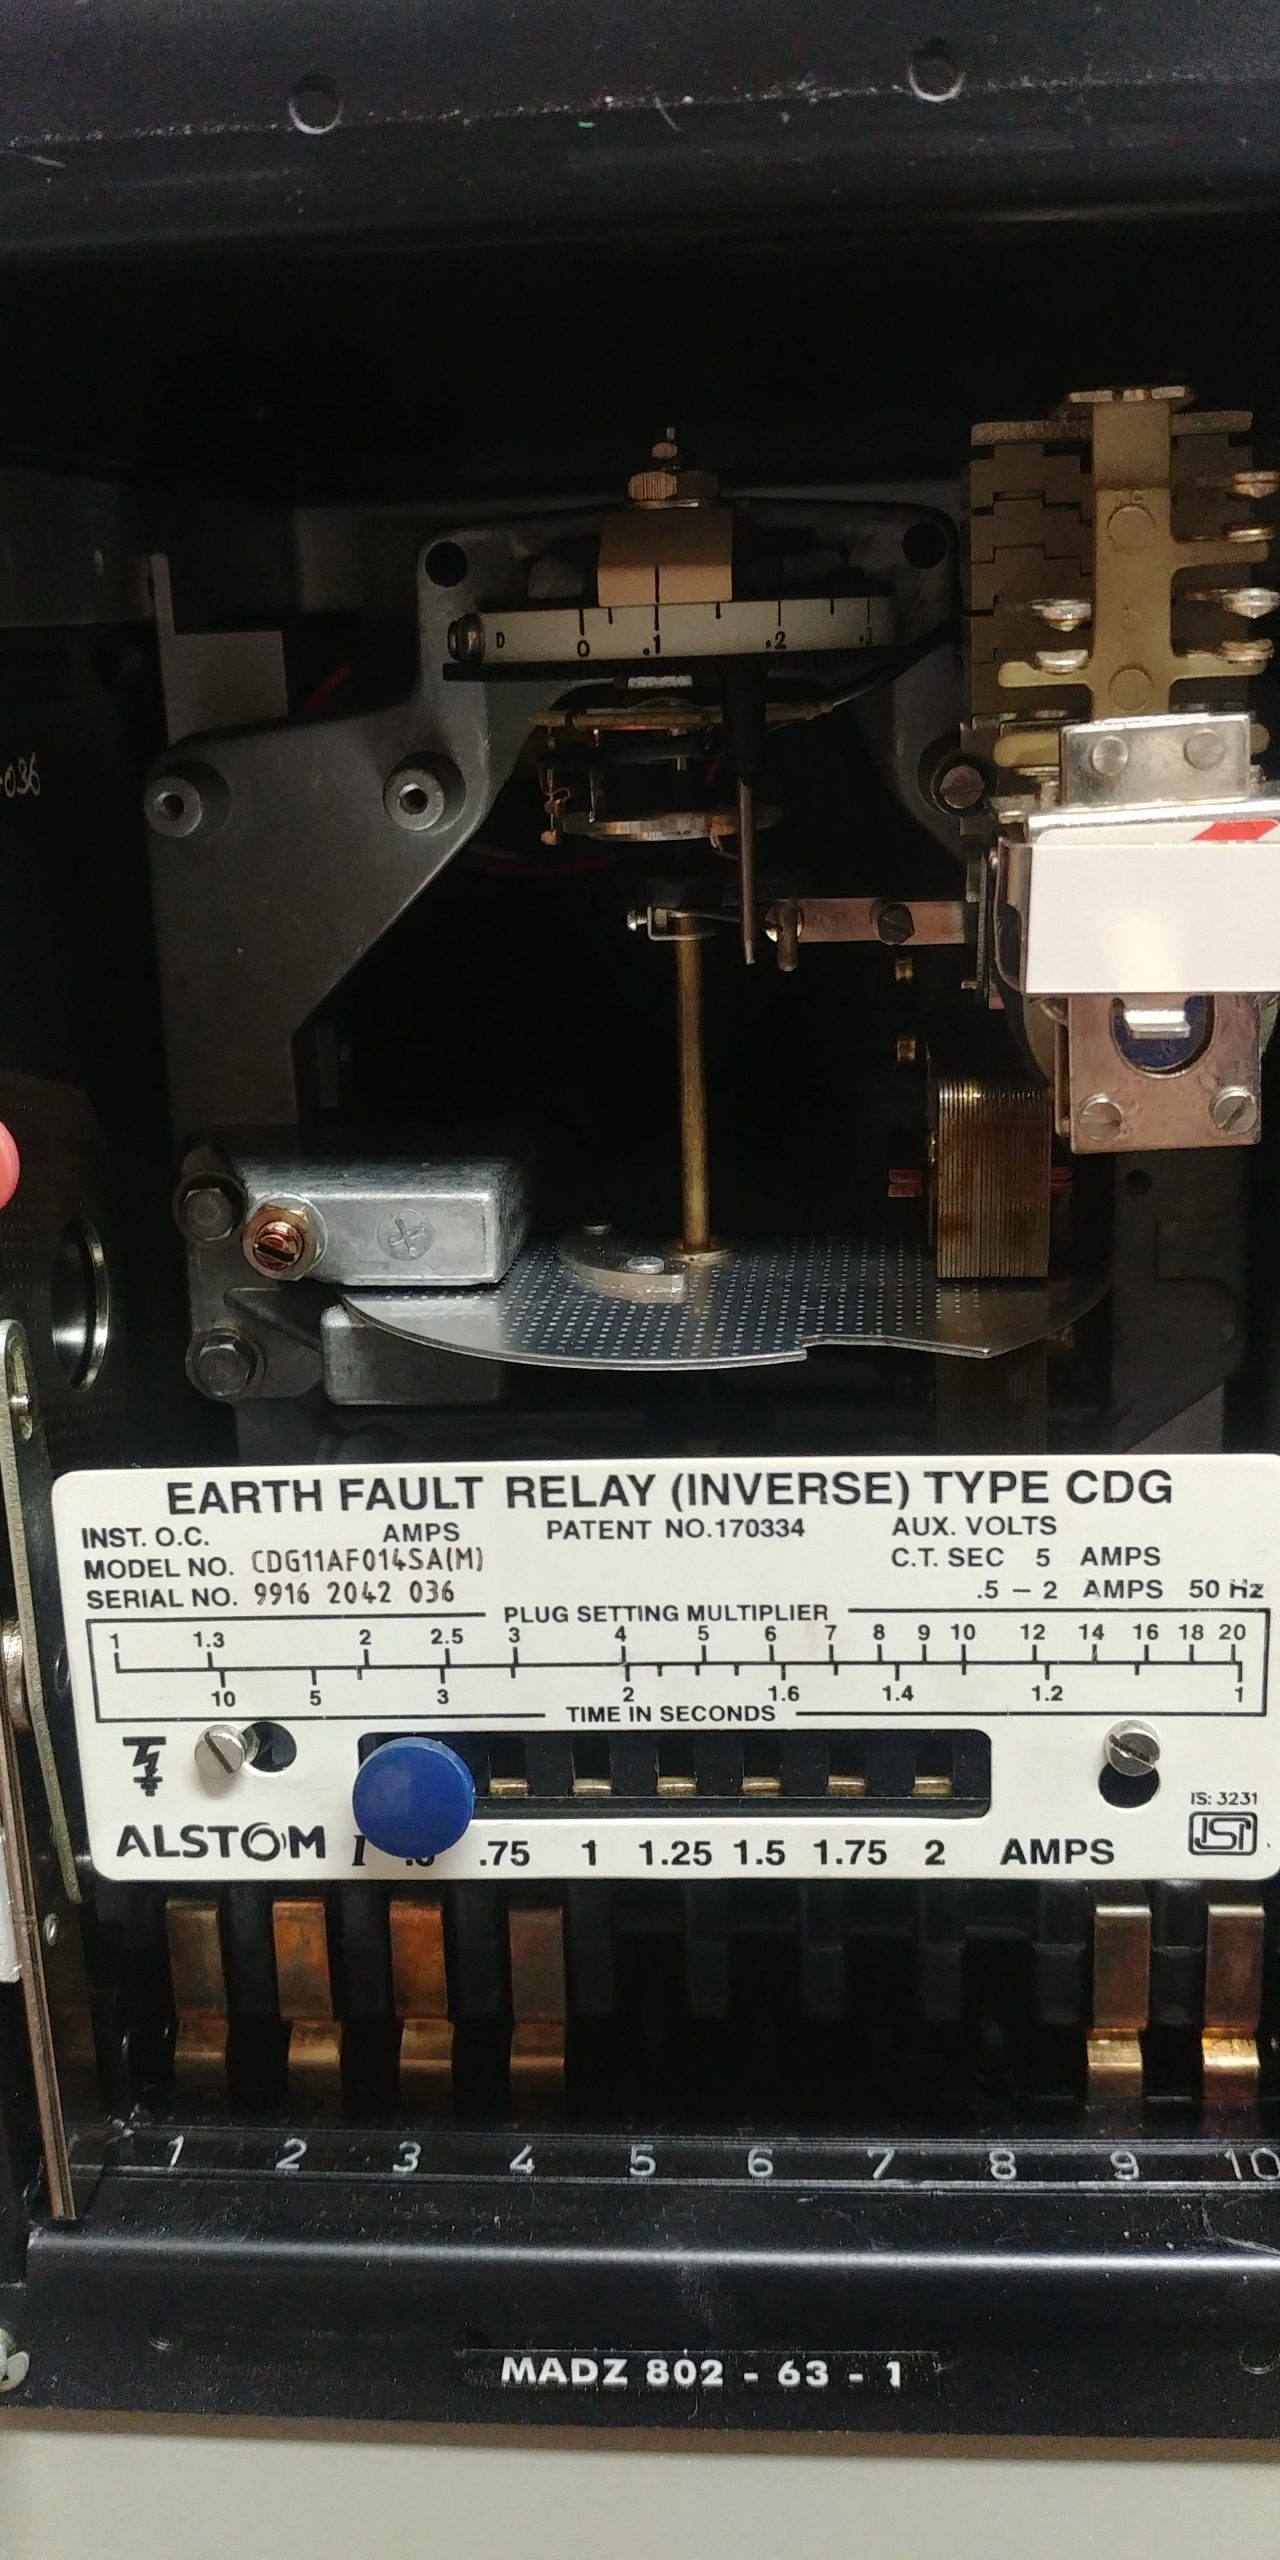 D 0 .1 .2 .3
036
EARTH FAULT RELAY (INVERSE) TYPE CDG
INST. O.C. AMPS PATENT NO.170334 AUX. VOLTS
MODEL NO. CDG11AF014SA(M) C.T. SEC 5 AMPS
SERIAL NO. 9916 2042 036 .5 – 2 AMPS 50 Hz
PLUG SETTING MULTIPLIER
1 1.3 2 2.5 3 4 5 6 7 8 9 10 12 14 16 18 20
10 5 3 2 1.6 1.4 1.2 1
TIME IN SECONDS
IS: 3231
ISI
ALSTOM I .75 1 1.25 1.5 1.75 2 AMPS
1 2 3 4 5 6 7 8 9 10
MADZ 802 - 63 - 1